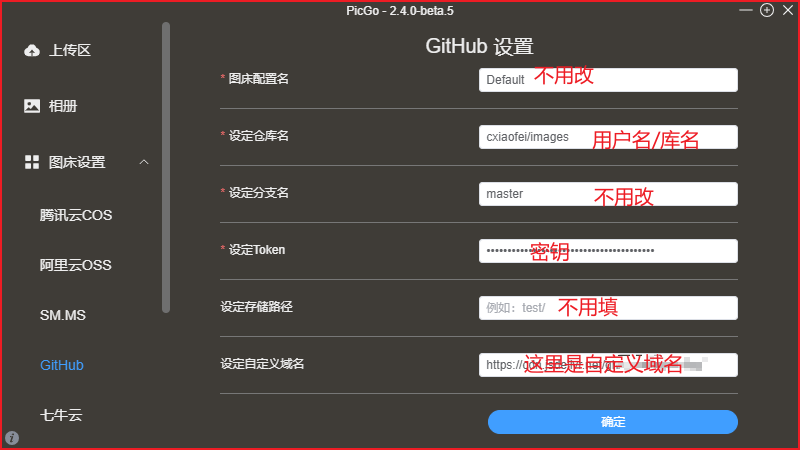 PicGo - 2.4.0-beta.5
上传区
相册
图床设置
腾讯云COS
阿里云OSS
SM.MS
GitHub
七牛云
GitHub 设置
* 图床配置名 Default 不用改
* 设定仓库名 cxiaofei/images 用户名/库名
* 设定分支名 master 不用改
* 设定Token 密钥
设定存储路径 例如：test/ 不用填
设定自定义域名 https:// 这里是自定义域名
确定